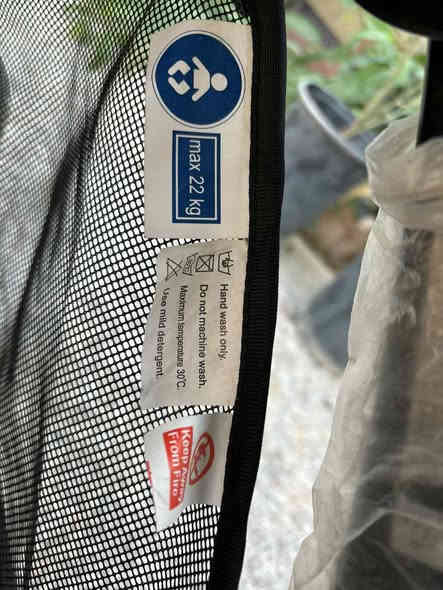 max 22 kg
Hand wash only.
Do not machine wash.
Maximum temperature 30°C.
Use mild detergent.
Keep Away
From Fire